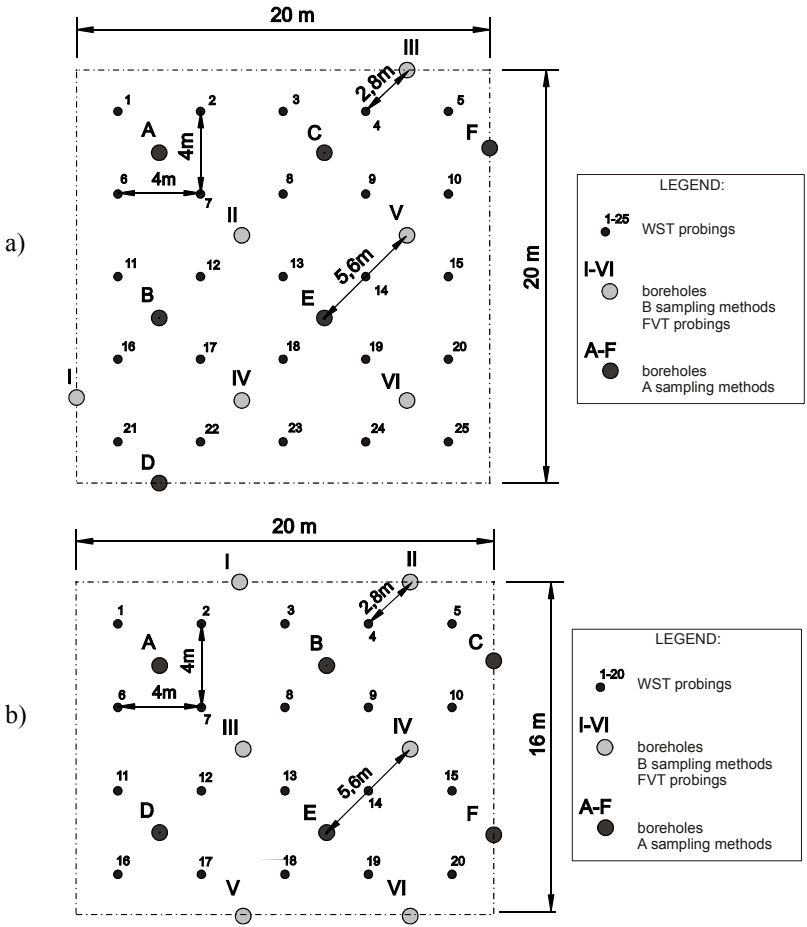 20 m
III
2,8m
1
2
3
4
5
A
C
F
4m
20 m
6
4m
7
8
9
10
II
V
a)
5,6m
11
12
13
14
15
B
E
16
17
18
19
20
I
IV
VI
21
22
23
24
25
D
LEGEND:
1-25
WST probings
I-VI
boreholes
B sampling methods
FVT probings
A-F
boreholes
A sampling methods
20 m
I
II
2,8m
1
2
3
4
5
A
B
C
4m
16 m
6
4m
7
8
9
10
III
IV
b)
5,6m
11
12
13
14
15
D
E
F
16
17
18
19
20
V
VI
LEGEND:
1-20
WST probings
I-VI
boreholes
B sampling methods
FVT probings
A-F
boreholes
A sampling methods